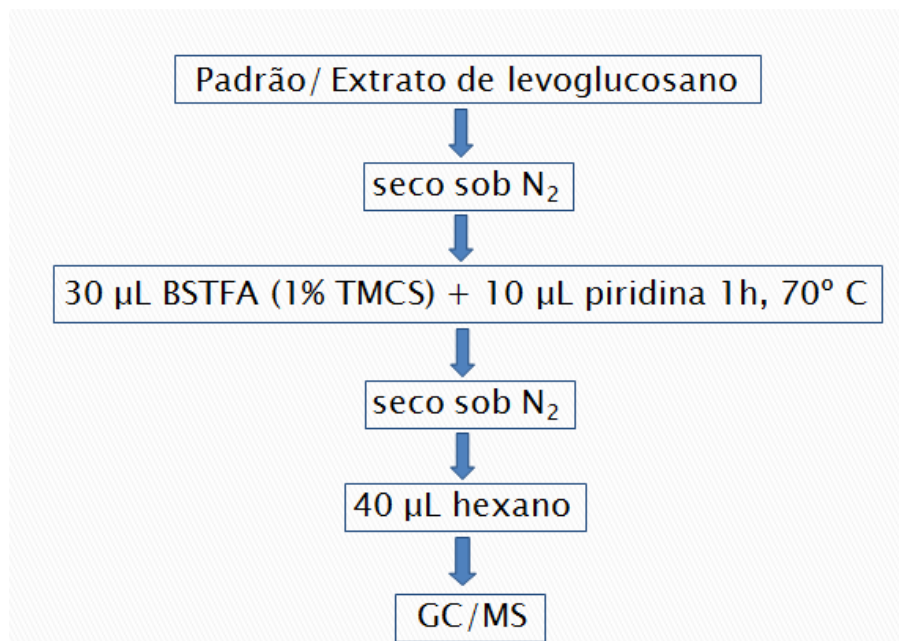 Padrão/ Extrato de levoglucosano
seco sob N₂
30 µL BSTFA (1% TMCS) + 10 µL piridina 1h, 70º C
seco sob N₂
40 µL hexano
GC/MS